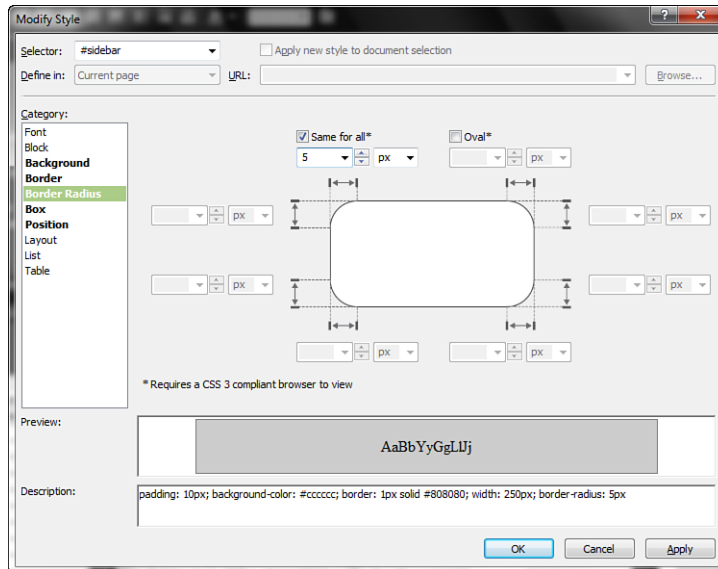 Modify Style
Selector: #sidebar Apply new style to document selection
Define in: Current page URL: Browse...
Category:
Font
Block
Background
Border
Border Radius
Box
Position
Layout
List
Table
Same for all* Oval*
5 px px
px px
px px
px px
* Requires a CSS 3 compliant browser to view
Preview:
AaBbYyGgLlJj
Description:
padding: 10px; background-color: #cccccc; border: 1px solid #808080; width: 250px; border-radius: 5px
OK Cancel Apply